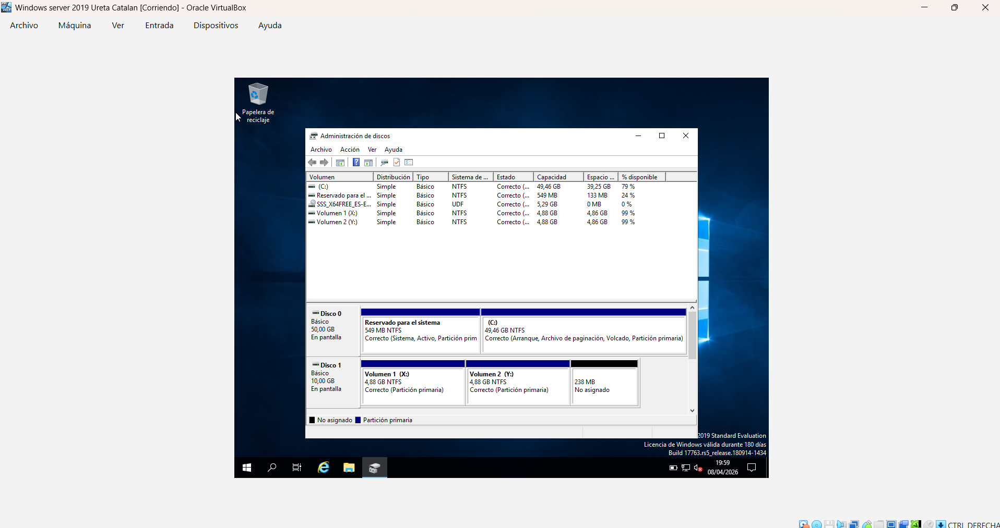 Windows server 2019 Ureta Catalan [Corriendo] - Oracle VirtualBox
Archivo Máquina Ver Entrada Dispositivos Ayuda
Papelera de
reciclaje
Administración de discos
Archivo Acción Ver Ayuda
Volumen Distribución Tipo Sistema de ... Estado Capacidad Espacio ... % disponible
(C:) Simple Básico NTFS Correcto (... 49,46 GB 39,25 GB 79 %
Reservado para el ... Simple Básico NTFS Correcto (... 549 MB 133 MB 24 %
SSS_X64FREE_ES-E... Simple Básico UDF Correcto (... 5,29 GB 0 MB 0 %
Volumen 1 (X:) Simple Básico NTFS Correcto (... 4,88 GB 4,86 GB 99 %
Volumen 2 (Y:) Simple Básico NTFS Correcto (... 4,88 GB 4,86 GB 99 %
Disco 0
Básico
50,00 GB
En pantalla
Reservado para el sistema
549 MB NTFS
Correcto (Sistema, Activo, Partición prim
(C:)
49,46 GB NTFS
Correcto (Arranque, Archivo de paginación, Volcado, Partición primaria)
Disco 1
Básico
10,00 GB
En pantalla
Volumen 1 (X:)
4,88 GB NTFS
Correcto (Partición primaria)
Volumen 2 (Y:)
4,88 GB NTFS
Correcto (Partición primaria)
238 MB
No asignado
No asignado Partición primaria
2019 Standard Evaluation
Licencia de Windows válida durante 180 días
Build 17763.rs5_release.180914-1434
19:59
08/04/2026
CTRL DERECHA